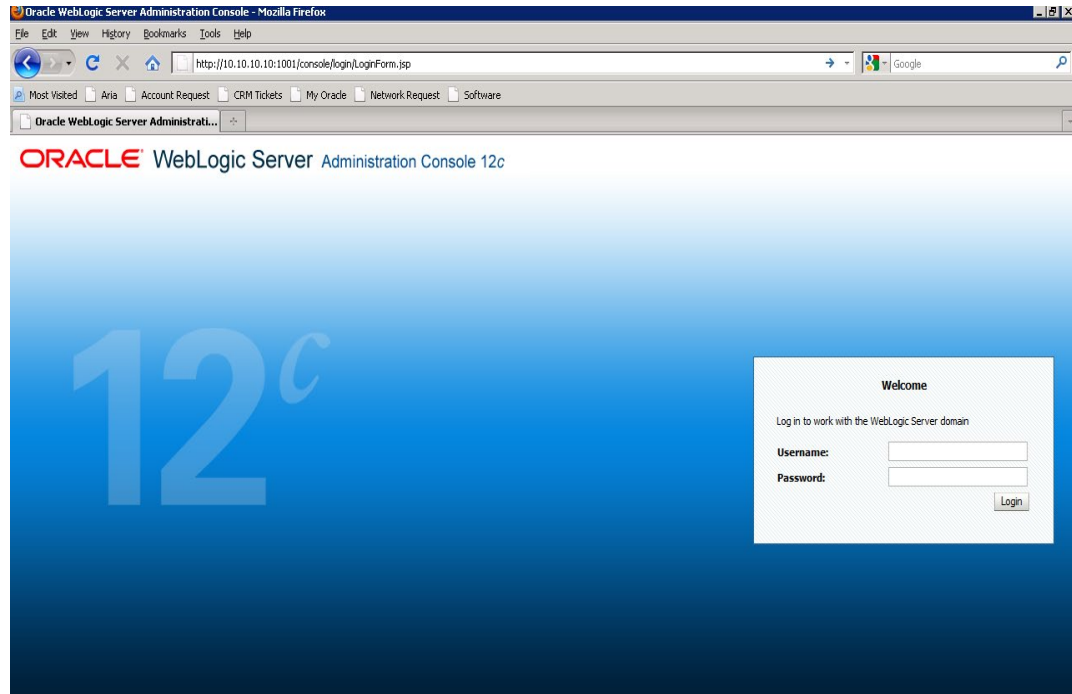 Oracle WebLogic Server Administration Console - Mozilla Firefox
File Edit View History Bookmarks Tools Help
http://10.10.10.10:1001/console/login/LoginForm.jsp
Google
Most Visited Aria Account Request CRM Tickets My Oracle Network Request Software
Oracle WebLogic Server Administrati...
ORACLE WebLogic Server Administration Console 12c
12c
Welcome
Log in to work with the WebLogic Server domain
Username:
Password:
Login